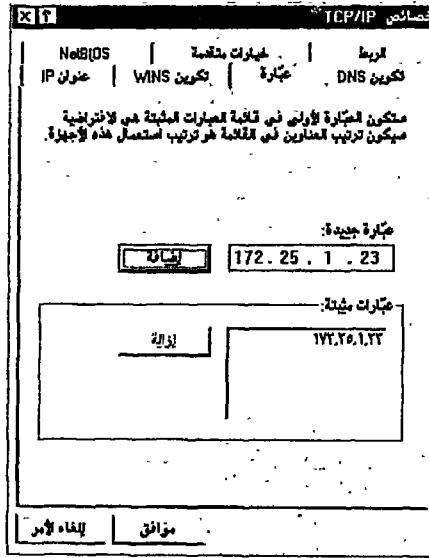 خصائص TCP/IP
الربط
خيارات متقدمة
NetBIOS
تكوين DNS
عبّارة
تكوين WINS
عنوان IP
ستكون العبّارة الأولى في قائمة العبارات المثبتة هي الافتراضية
سيكون ترتيب العناوين في القائمة هو ترتيب استعمال هذه الأجهزة.
عبّارة جديدة:
172.25.1.23
إضافة
عبّارات مثبتة:
١٧٢,٢٥,١,٢٣
إزالة
موافق
إلغاء الأمر